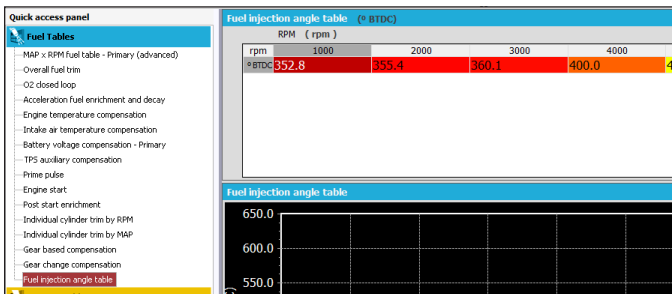 Quick access panel
Fuel Tables
MAP x RPM fuel table - Primary (advanced)
Overall fuel trim
O2 closed loop
Acceleration fuel enrichment and decay
Engine temperature compensation
Intake air temperature compensation
Battery voltage compensation - Primary
TPS auxiliary compensation
Prime pulse
Engine start
Post start enrichment
Individual cylinder trim by RPM
Individual cylinder trim by MAP
Gear based compensation
Gear change compensation
Fuel injection angle table
Fuel injection angle table (º BTDC)
RPM ( rpm )
rpm 1000 2000 3000 4000
º BTDC 352.8 355.4 360.1 400.0 4
Fuel injection angle table
650.0
600.0
550.0